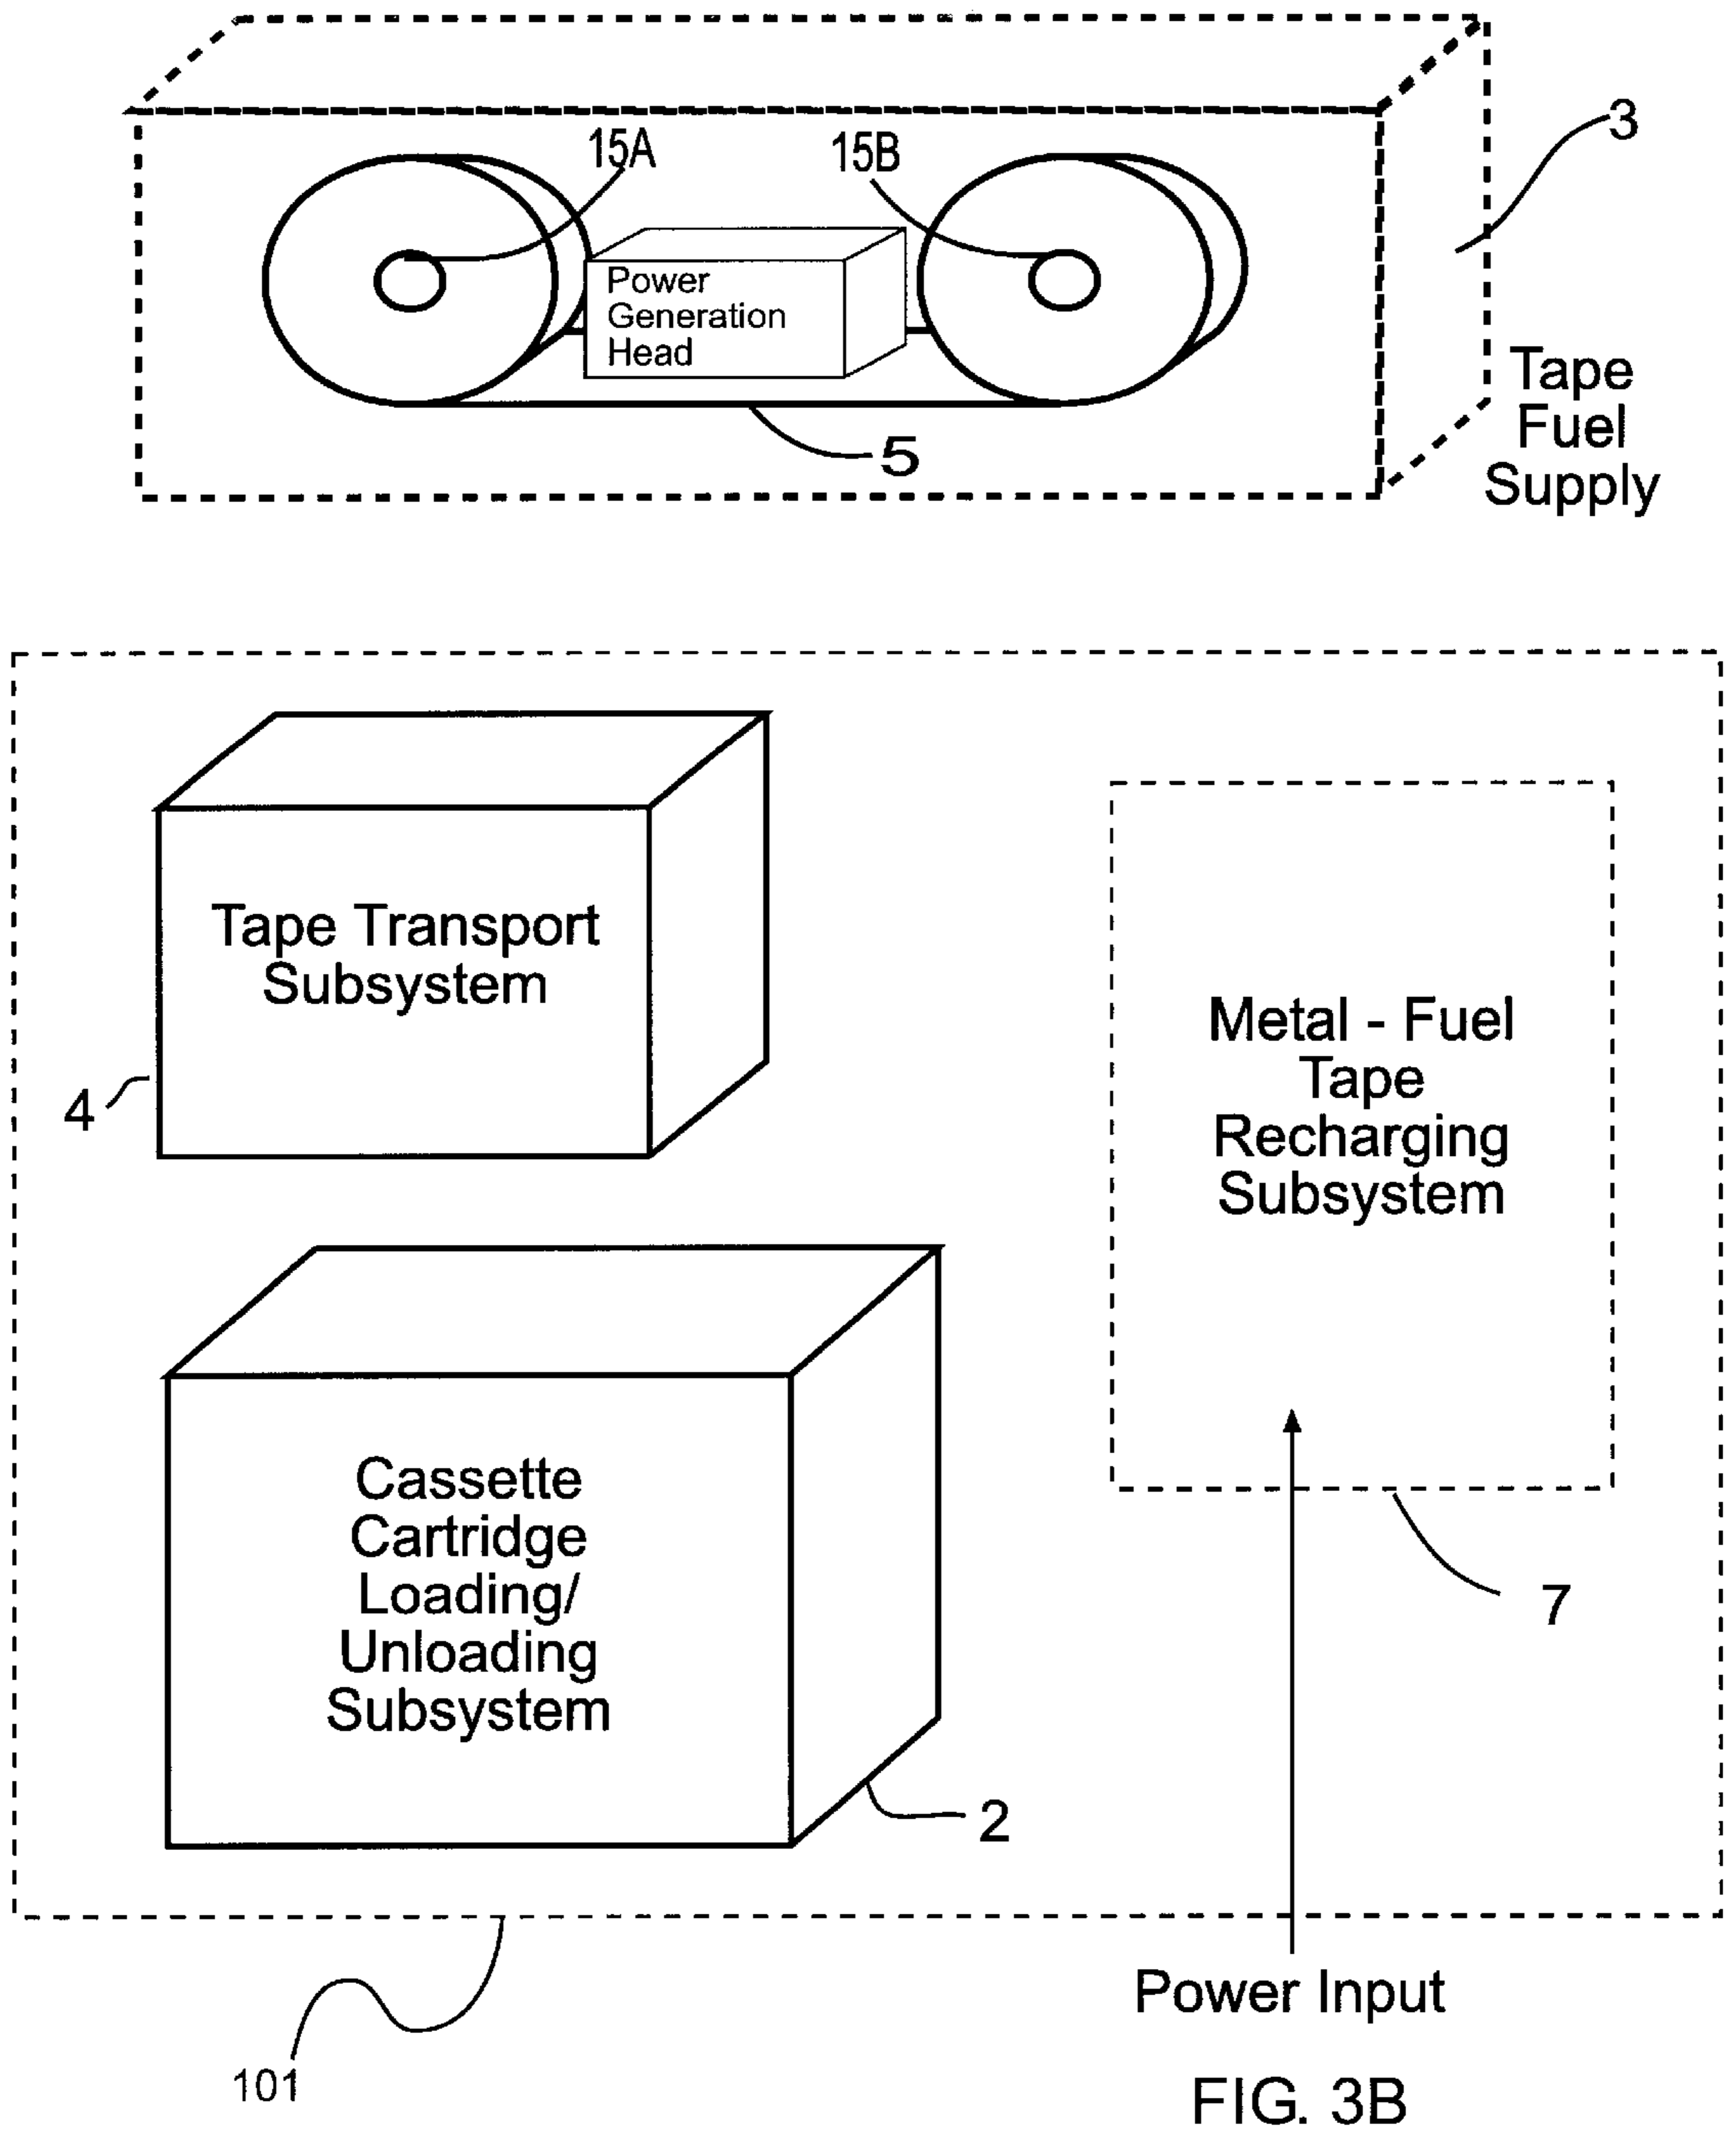 15A
15B
3
Power
Generation
Head
Tape
Fuel
Supply
5
Tape Transport
Subsystem
4
Metal - Fuel
Tape
Recharging
Subsystem
Cassette
Cartridge
Loading/
Unloading
Subsystem
7
2
Power Input
101
FIG. 3B